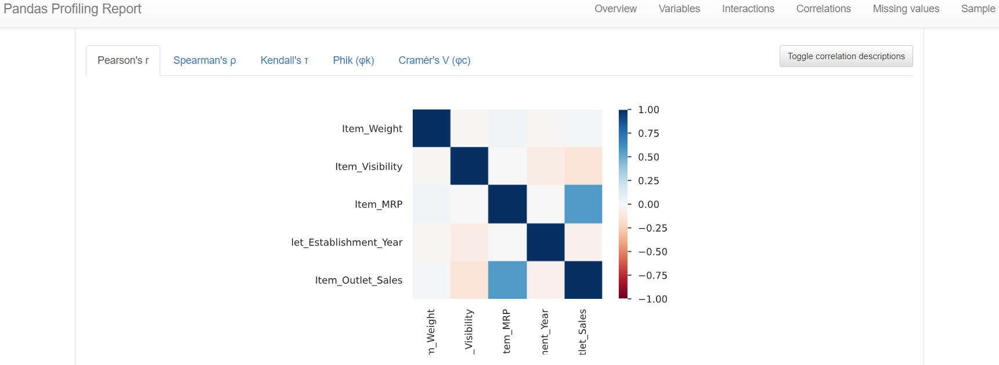 Pandas Profiling Report
Overview Variables Interactions Correlations Missing values Sample
Pearson's r Spearman's ρ Kendall's τ Phik (φk) Cramér's V (φc)
Toggle correlation descriptions
Item_Weight
Item_Visibility
Item_MRP
let_Establishment_Year
Item_Outlet_Sales
1.00
0.75
0.50
0.25
0.00
−0.25
−0.50
−0.75
−1.00
m_Weight
_Visibility
tem_MRP
nent_Year
tlet_Sales